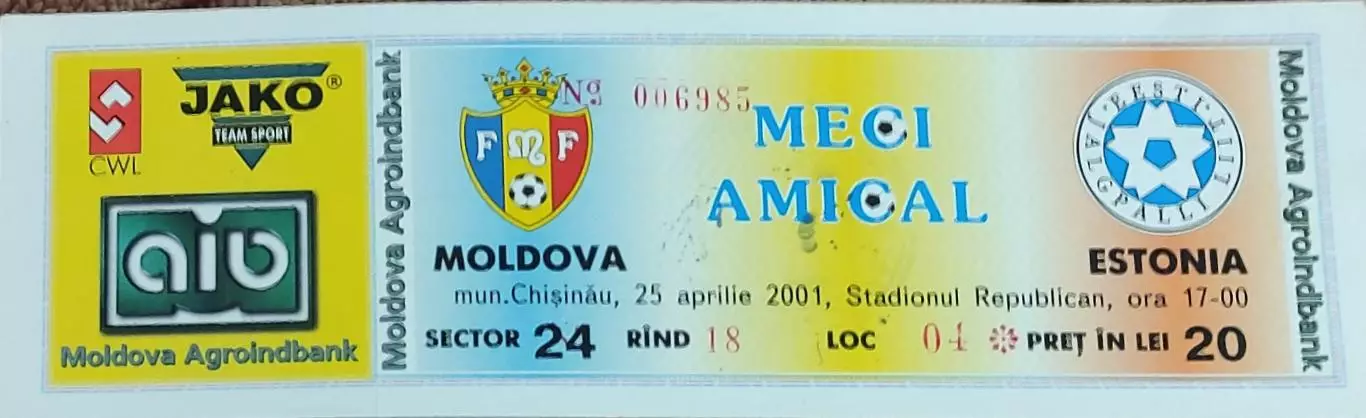 JAKO®
TEAM SPORT
CWL
aib
Moldova Agroindbank
Moldova Agroindbank
№ 006985
FMF
MECI
AMICAL
EESTI JALGPALLI LIIT
MOLDOVA
ESTONIA
mun.Chişinău, 25 aprilie 2001, Stadionul Republican, ora 17-00
SECTOR 24 RÎND 18 LOC 04 PREŢ ÎN LEI 20
Moldova Agroindbank